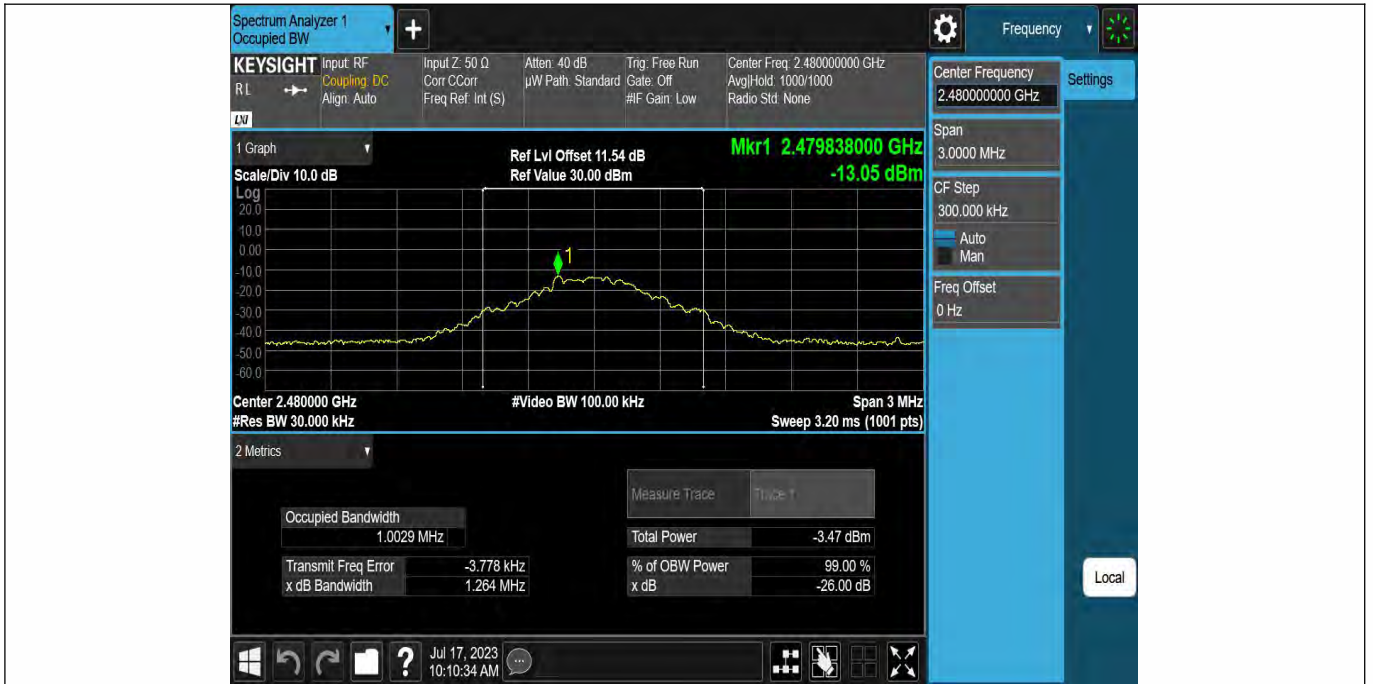 Spectrum Analyzer 1
Occupied BW
Frequency
KEYSIGHT
RL
LXI
Input: RF
Coupling: DC
Align: Auto
Input Z: 50 Ω
Corr CCorr
Freq Ref: Int (S)
Atten: 40 dB
µW Path: Standard
Trig: Free Run
Gate: Off
#IF Gain: Low
Center Freq: 2.480000000 GHz
Avg|Hold: 1000/1000
Radio Std: None
1 Graph
Scale/Div 10.0 dB
Ref Lvl Offset 11.54 dB
Ref Value 30.00 dBm
Mkr1 2.479838000 GHz
-13.05 dBm
Log
20.0
10.0
0.00
-10.0
-20.0
-30.0
-40.0
-50.0
-60.0
1
Center 2.480000 GHz
#Res BW 30.000 kHz
#Video BW 100.00 kHz
Span 3 MHz
Sweep 3.20 ms (1001 pts)
2 Metrics
Measure Trace
Trace 1
Occupied Bandwidth
1.0029 MHz
Total Power
-3.47 dBm
Transmit Freq Error
-3.778 kHz
% of OBW Power
99.00 %
x dB Bandwidth
1.264 MHz
x dB
-26.00 dB
Center Frequency
2.480000000 GHz
Settings
Span
3.0000 MHz
CF Step
300.000 kHz
Auto
Man
Freq Offset
0 Hz
Local
?
Jul 17, 2023
10:10:34 AM